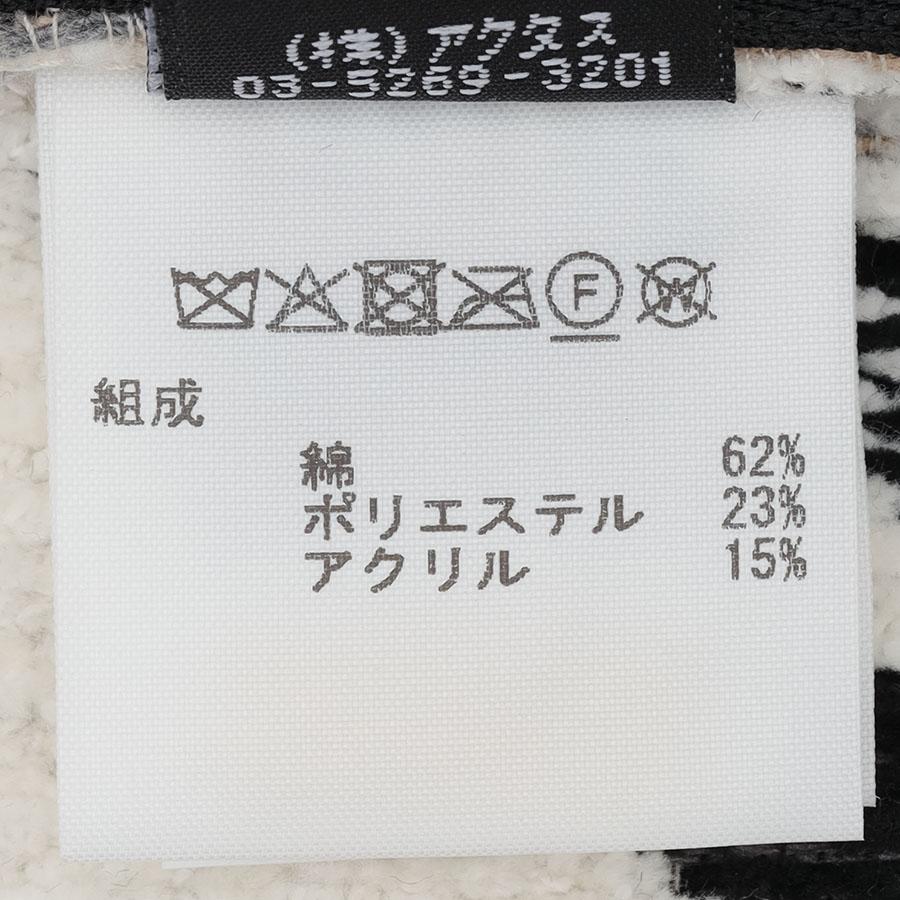 (株)アクタス
03-5269-3201
F W
組成
綿 62%
ポリエステル 23%
アクリル 15%